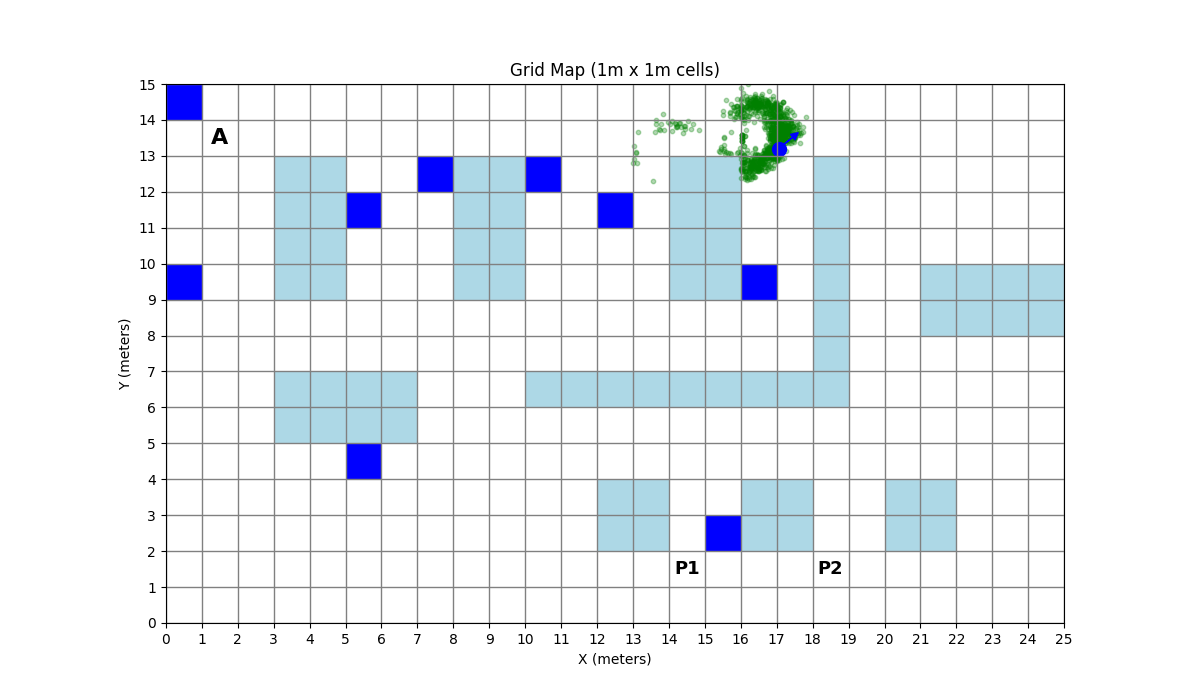 Grid Map (1m x 1m cells)
15
14
A
13
12
11
10
9
8
7
6
5
4
3
2
P1 P2
1
0
0 1 2 3 4 5 6 7 8 9 10 11 12 13 14 15 16 17 18 19 20 21 22 23 24 25
X (meters)
Y (meters)